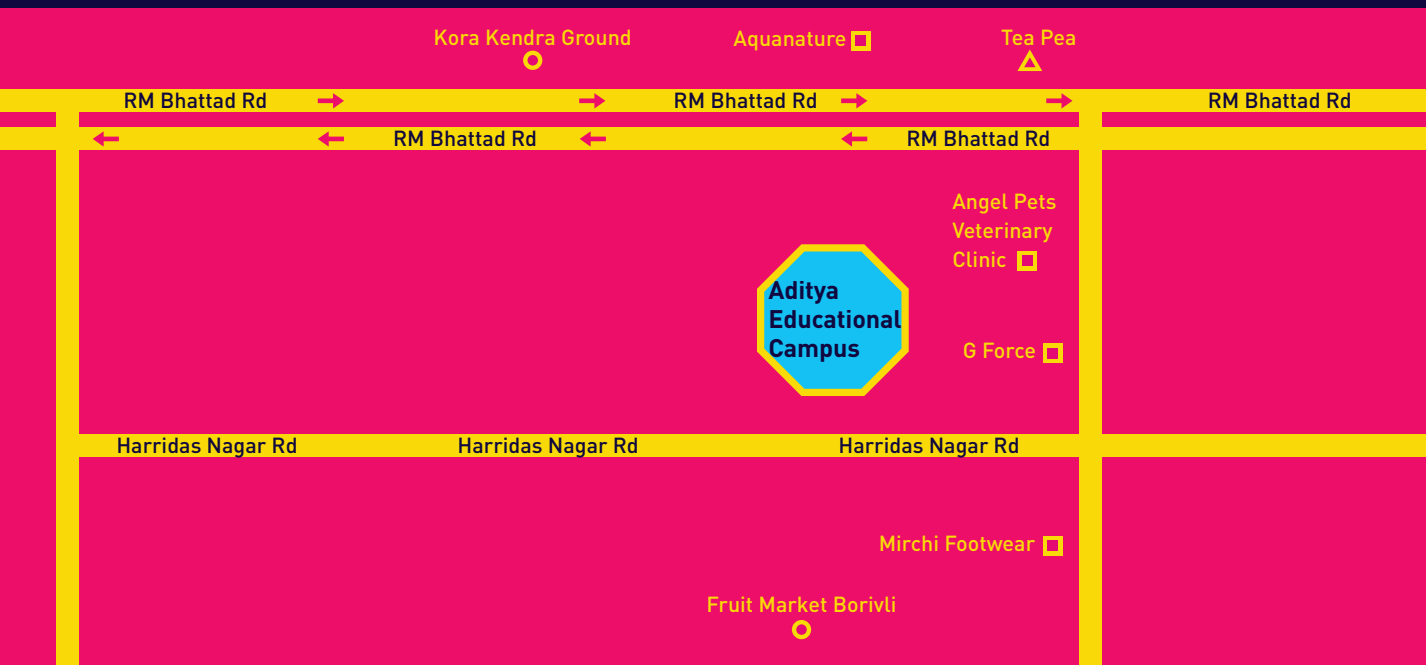 Kora Kendra Ground
Aquanature
Tea Pea
RM Bhattad Rd
RM Bhattad Rd
RM Bhattad Rd
RM Bhattad Rd
RM Bhattad Rd
Angel Pets
Veterinary
Clinic
Aditya
Educational
Campus
G Force
Harridas Nagar Rd
Harridas Nagar Rd
Harridas Nagar Rd
Mirchi Footwear
Fruit Market Borivli